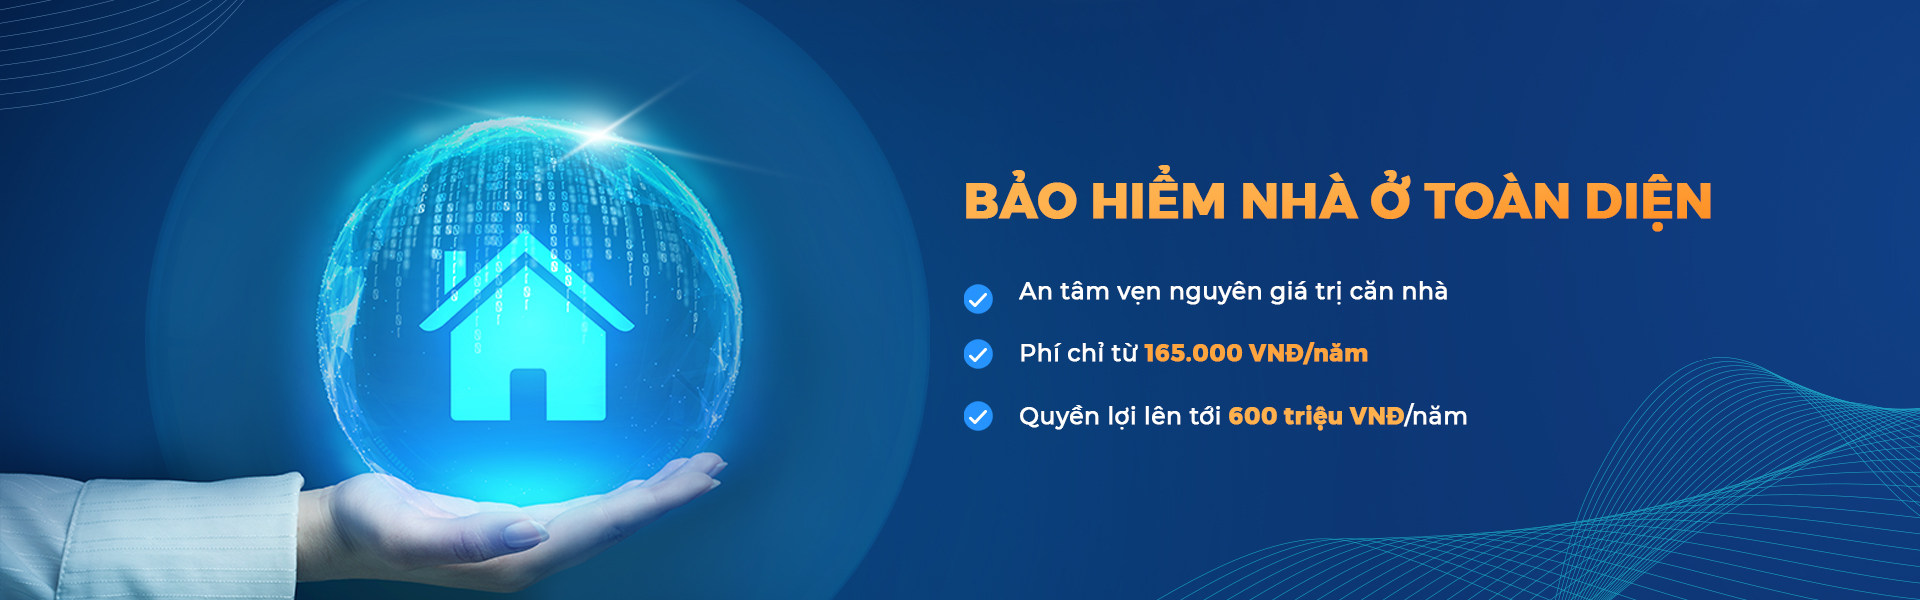 BẢO HIỂM NHÀ Ở TOÀN DIỆN
An tâm vẹn nguyên giá trị căn nhà
Phí chỉ từ 165.000 VNĐ/năm
Quyền lợi lên tới 600 triệu VNĐ/năm